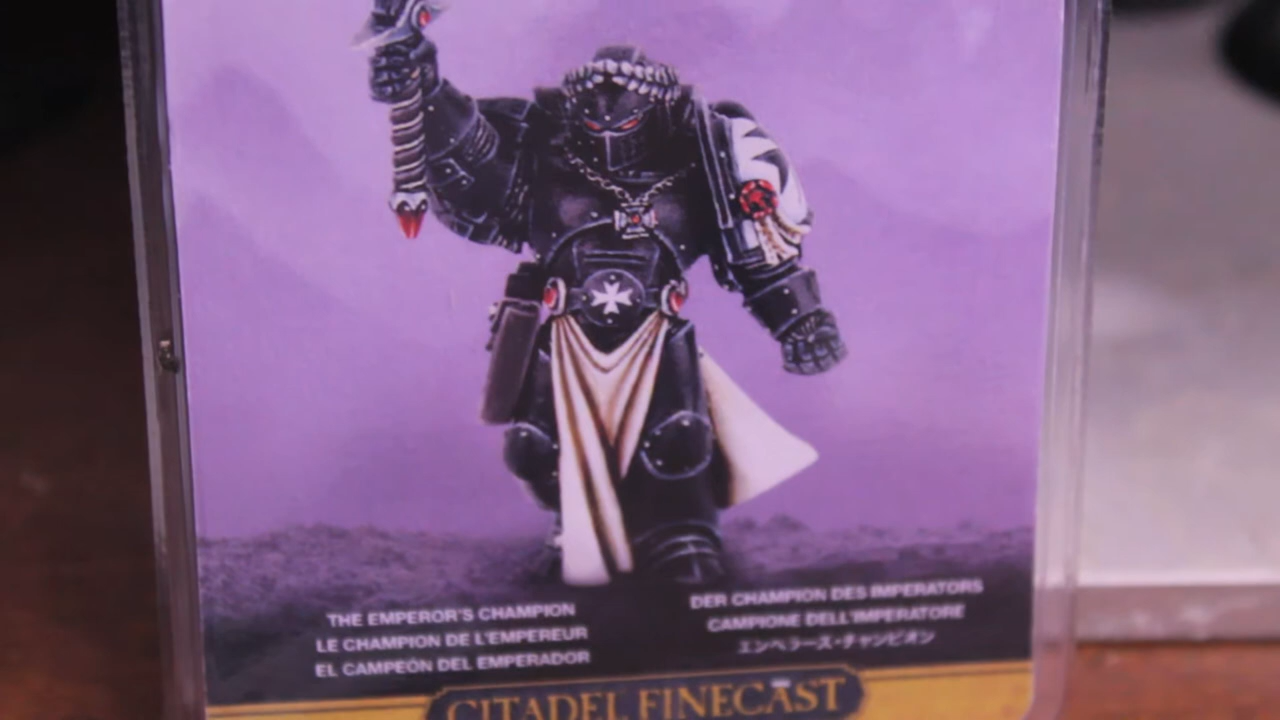 THE EMPEROR'S CHAMPION
LE CHAMPION DE L'EMPEREUR
EL CAMPEÓN DEL EMPERADOR
DER CHAMPION DES IMPERATORS
CAMPIONE DELL'IMPERATORE
エンペラーズ・チャンピオン
CITADEL FINECAST